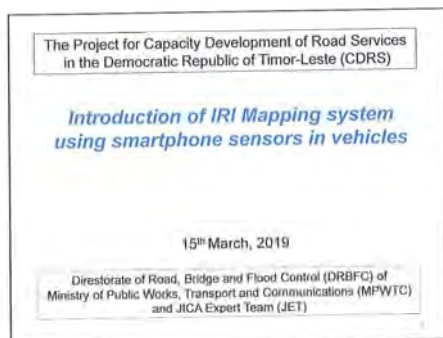 The Project for Capacity Development of Road Services
in the Democratic Republic of Timor-Leste (CDRS)
Introduction of IRI Mapping system
using smartphone sensors in vehicles
15th March, 2019
Direstorate of Road, Bridge and Flood Control (DRBFC) of
Ministry of Public Works, Transport and Communications (MPWTC)
and JICA Expert Team (JET)